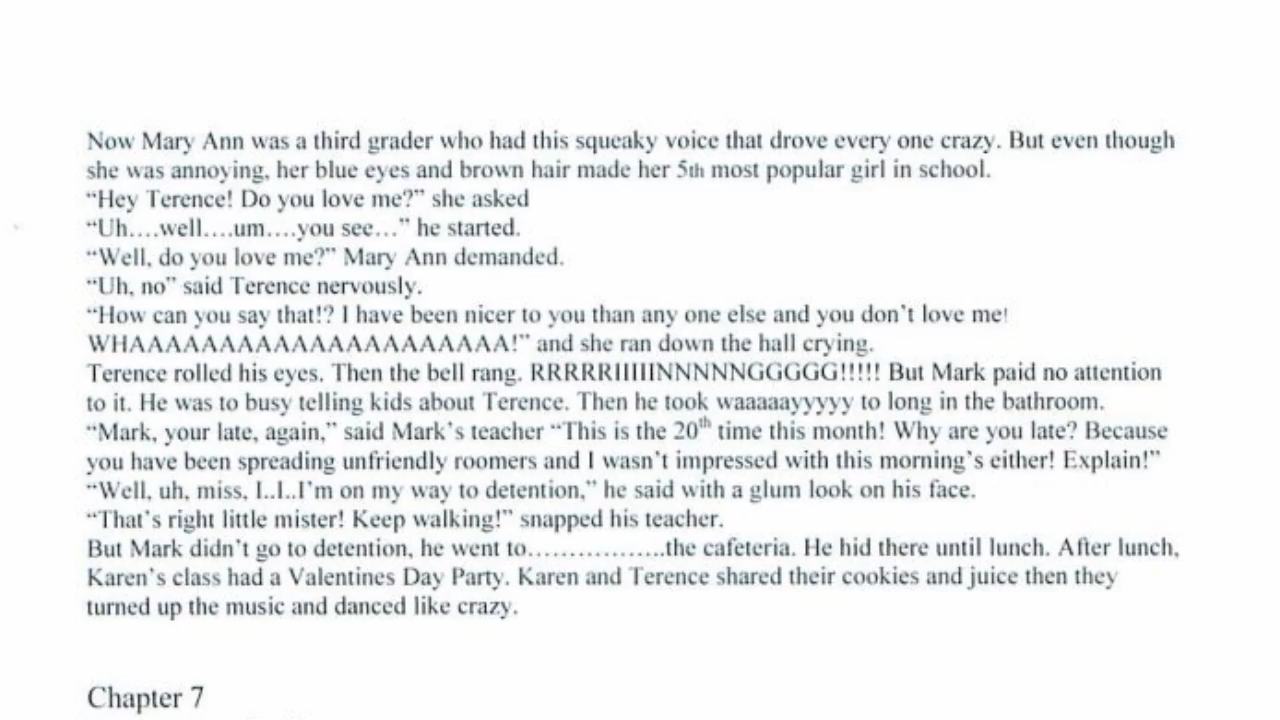 Now Mary Ann was a third grader who had this squeaky voice that drove every one crazy. But even though
she was annoying, her blue eyes and brown hair made her 5th most popular girl in school.
“Hey Terence! Do you love me?” she asked
“Uh....well....um....you see...” he started.
“Well, do you love me?” Mary Ann demanded.
“Uh, no” said Terence nervously.
“How can you say that!? I have been nicer to you than any one else and you don’t love me!
WHAAAAAAAAAAAAAAAAAAAAA!” and she ran down the hall crying.
Terence rolled his eyes. Then the bell rang. RRRRRIIIIINNNNNGGGGG!!!!! But Mark paid no attention
to it. He was to busy telling kids about Terence. Then he took waaaaayyyyy to long in the bathroom.
“Mark, your late, again,” said Mark’s teacher “This is the 20th time this month! Why are you late? Because
you have been spreading unfriendly roomers and I wasn’t impressed with this morning’s either! Explain!”
“Well, uh, miss, I..I..I’m on my way to detention,” he said with a glum look on his face.
“That’s right little mister! Keep walking!” snapped his teacher.
But Mark didn’t go to detention, he went to..................the cafeteria. He hid there until lunch. After lunch,
Karen’s class had a Valentines Day Party. Karen and Terence shared their cookies and juice then they
turned up the music and danced like crazy.
Chapter 7